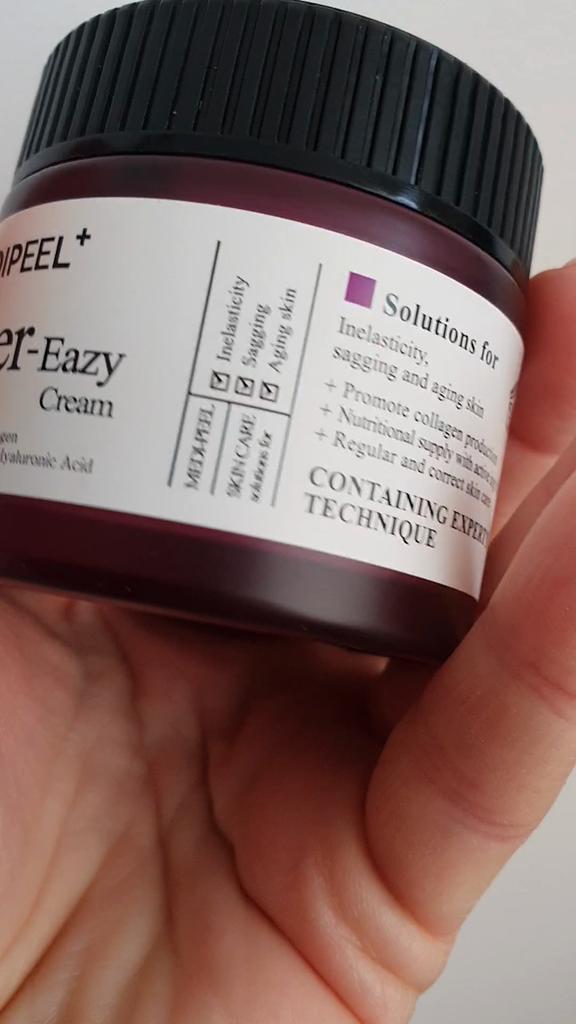 DIPEEL+
er-Eazy
Cream
gen
yaluronic Acid
Inelasticity
Sagging
Aging skin
MEDI-PEEL
SKIN CARE
solutions for
Solutions for
Inelasticity,
sagging and aging skin
+ Promote collagen production
+ Nutritional supply with active
+ Regular and correct skin care
CONTAINING EXPERT
TECHNIQUE